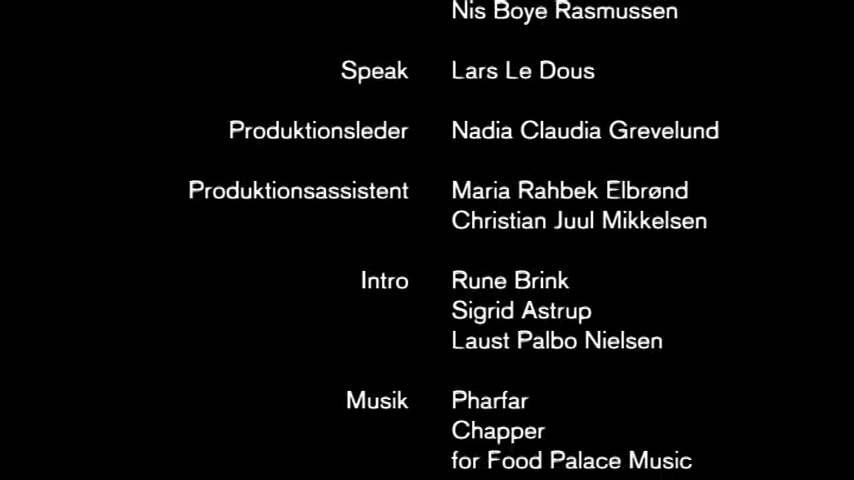 Nis Boye Rasmussen
Speak Lars Le Dous
Produktionsleder Nadia Claudia Grevelund
Produktionsassistent Maria Rahbek Elbrønd
Christian Juul Mikkelsen
Intro Rune Brink
Sigrid Astrup
Laust Palbo Nielsen
Musik Pharfar
Chapper
for Food Palace Music